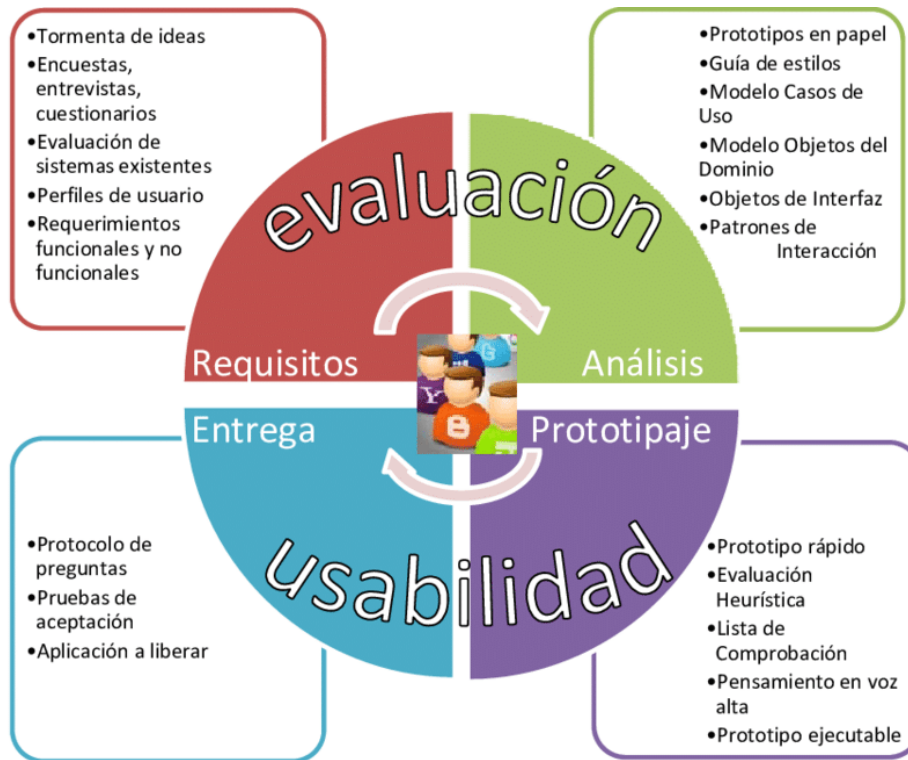 •Tormenta de ideas
•Encuestas,
entrevistas,
cuestionarios
•Evaluación de
sistemas existentes
•Perfiles de usuario
•Requerimientos
funcionales y no
funcionales
•Prototipos en papel
•Guía de estilos
•Modelo Casos de
Uso
•Modelo Objetos del
Dominio
•Objetos de Interfaz
•Patrones de
Interacción
evaluación
Requisitos
Análisis
Y
B
Entrega
Prototipaje
usabilidad
•Protocolo de
preguntas
•Pruebas de
aceptación
•Aplicación a liberar
•Prototipo rápido
•Evaluación
Heurística
•Lista de
Comprobación
•Pensamiento en voz
alta
•Prototipo ejecutable